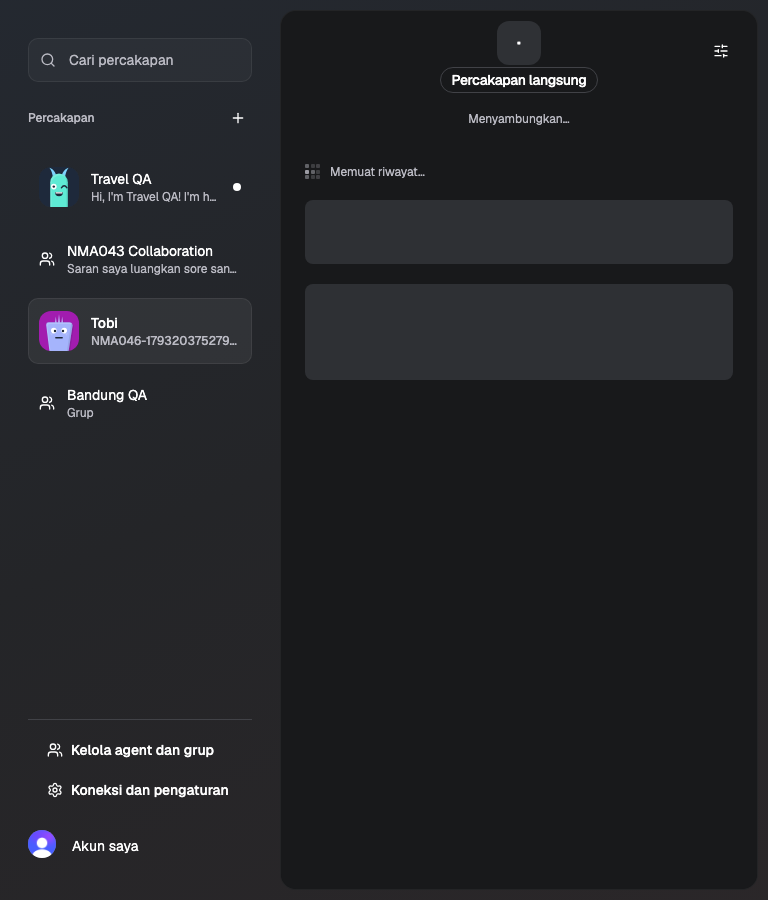 Cari percakapan
Percakapan
Travel QA
Hi, I'm Travel QA! I'm h...
NMA043 Collaboration
Saran saya luangkan sore san...
Tobi
NMA046-179320375279...
Bandung QA
Grup
Kelola agent dan grup
Koneksi dan pengaturan
Akun saya
Percakapan langsung
Menyambungkan...
Memuat riwayat...